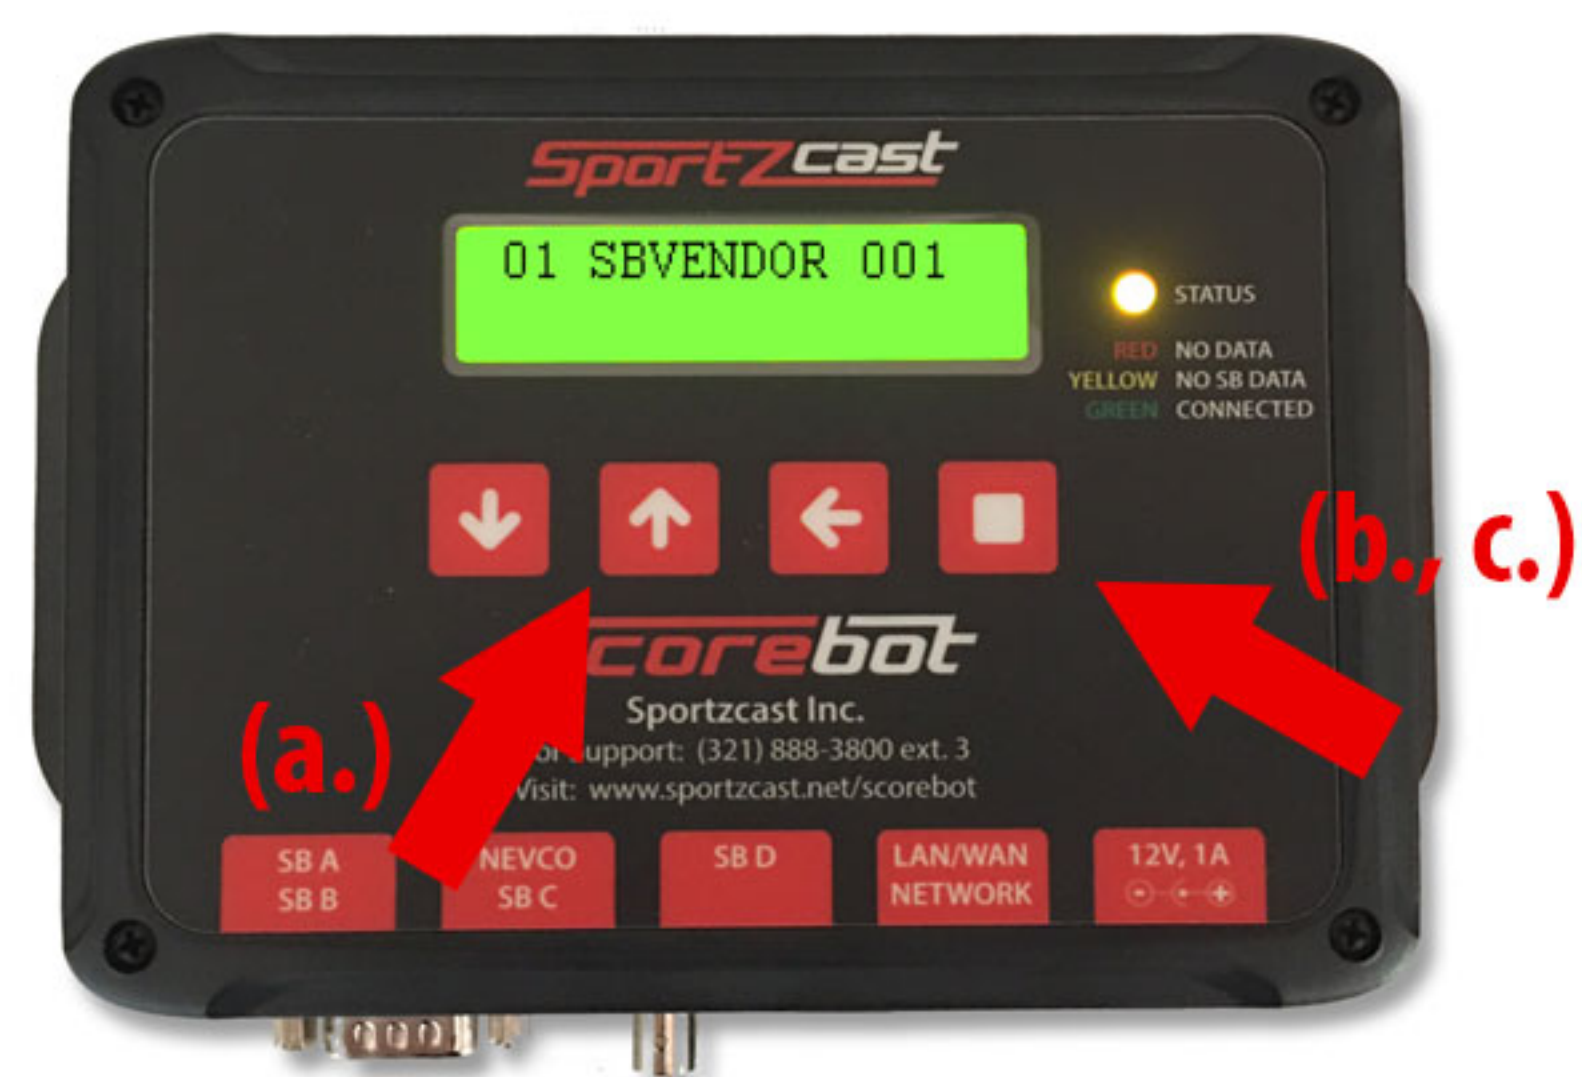 SportZcast
01 SBVENDOR 001
STATUS
RED NO DATA
YELLOW NO SB DATA
GREEN CONNECTED
(b., c.)
corebot
(a.)
Sportzcast Inc.
upport: (321) 888-3800 ext. 3
Visit: www.sportzcast.net/scorebot
SB A
SB B
NEVCO
SB C
SB D
LAN/WAN
NETWORK
12V, 1A